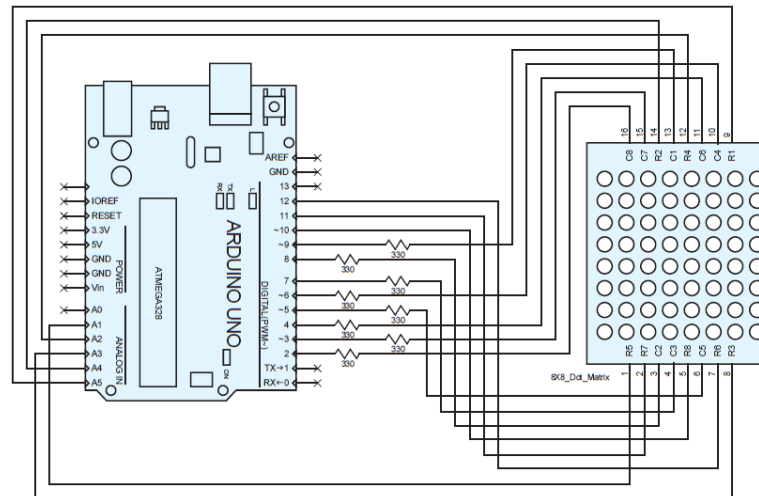 AREF
GND
13
12
11
~10
~9
8
7
~6
~5
4
~3
2
TX→1
RX←0
IOREF
RESET
3.3V
5V
GND
GND
Vin
A0
A1
A2
A3
A4
A5
POWER
ANALOG IN
ATMEGA328
ARDUINO UNO
DIGITAL(PWM~)
RX
TX
L
ON
330
330
330
330
330
330
330
330
16 15 14 13 12 11 10 9
C8 C7 R2 C1 R4 C6 C4 R1
R5 R7 C2 C3 R8 C5 R6 R3
1 2 3 4 5 6 7 8
8X8_Dot_Matrix